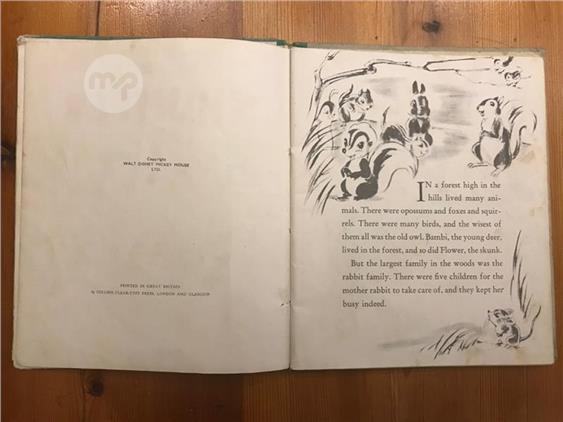 mp
Copyright
WALT DISNEY MICKEY MOUSE
LTD.
PRINTED IN GREAT BRITAIN
by COLLINS CLEAR-TYPE PRESS, LONDON AND GLASGOW
IN a forest high in the
hills lived many ani-
mals. There were opossums and foxes and squir-
rels. There were many birds, and the wisest of
them all was the old owl. Bambi, the young deer,
lived in the forest, and so did Flower, the skunk.
But the largest family in the woods was the
rabbit family. There were five children for the
mother rabbit to take care of, and they kept her
busy indeed.